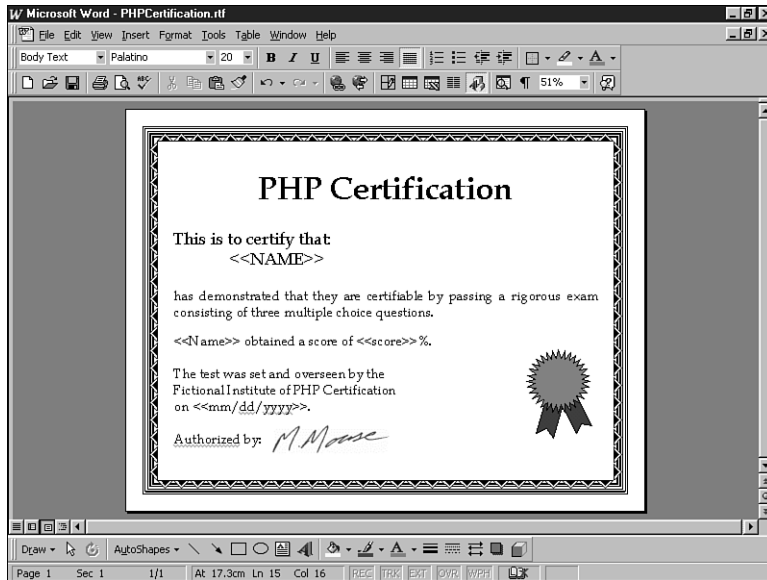 Microsoft Word - PHPCertification.rtf
File Edit View Insert Format Tools Table Window Help
Body Text Palatino 20 B I U A
ABC ¶ 51%
PHP Certification
This is to certify that:
<<NAME>>
has demonstrated that they are certifiable by passing a rigorous exam
consisting of three multiple choice questions.
<<Name>> obtained a score of <<score>>%.
The test was set and overseen by the
Fictional Institute of PHP Certification
on <<mm/dd/yyyy>>.
Authorized by: M.Mouse
Draw AutoShapes A A
Page 1 Sec 1 1/1 At 17.3cm Ln 15 Col 16 REC TRK EXT OVR WPH